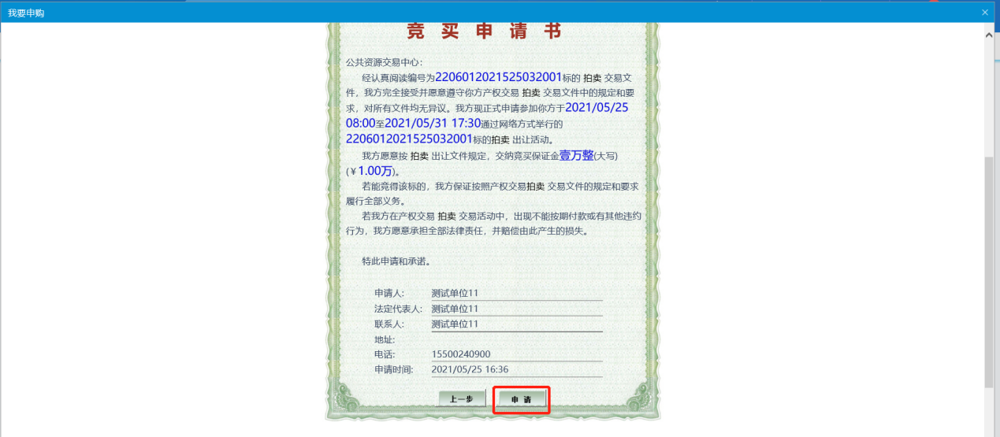 我要申购
竞 买 申 请 书
公共资源交易中心：
经认真阅读编号为2206012021525032001标的 拍卖 交易文
件，我方完全接受并愿意遵守你方产权交易 拍卖 交易文件中的规定和要
求，对所有文件均无异议。我方现正式申请参加你方于2021/05/25
08:00至2021/05/31 17:30通过网络方式举行的
2206012021525032001标的拍卖 出让活动。
我方愿意按 拍卖 出让文件规定，交纳竞买保证金壹万整(大写)
(￥1.00万)。
若能竞得该标的，我方保证按照产权交易拍卖 交易文件的规定和要求
履行全部义务。
若我方在产权交易 拍卖 交易活动中，出现不能按期付款或有其他违约
行为，我方愿意承担全部法律责任，并赔偿由此产生的损失。
特此申请和承诺。
申请人: 测试单位11
法定代表人: 测试单位11
联系人: 测试单位11
地址:
电话: 15500240900
申请时间: 2021/05/25 16:36
上一步 申 请